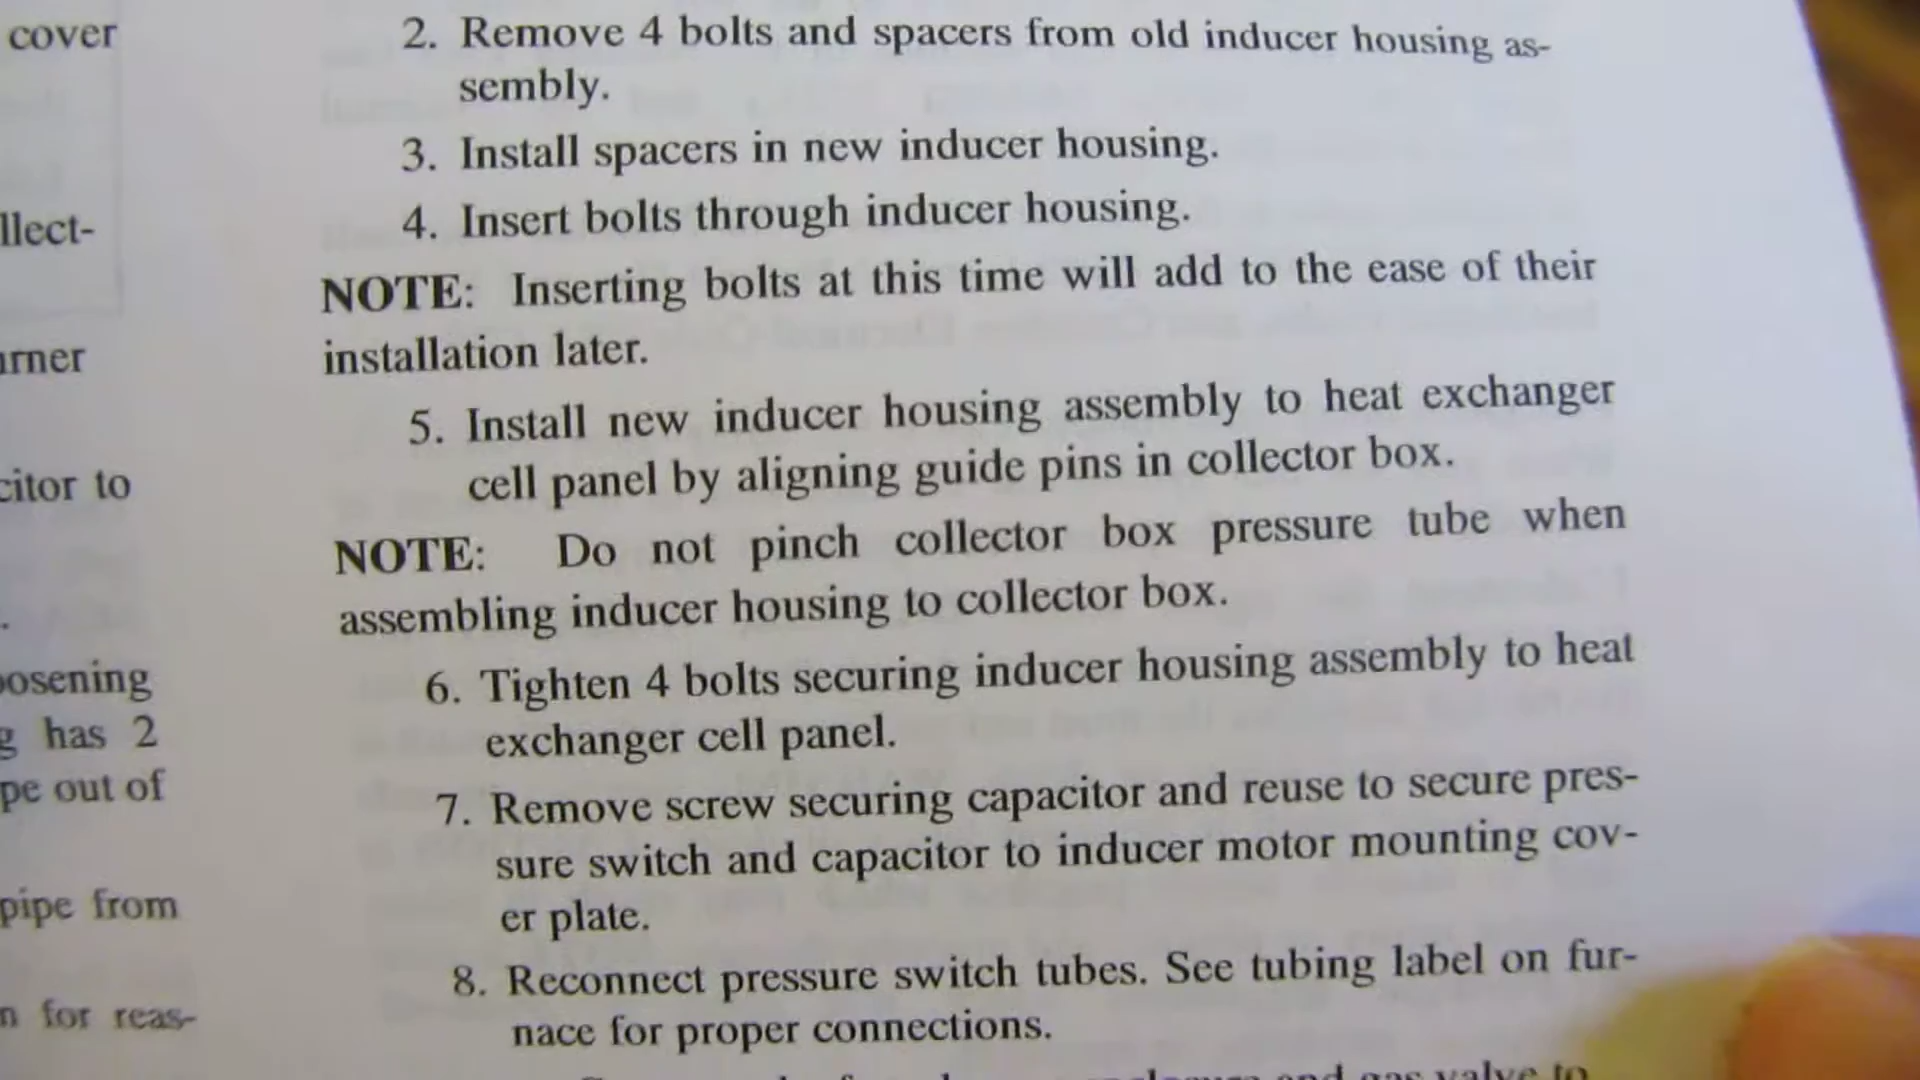 cover
llect-
citor to
g has 2
pe out of
pipe from
n for reas-
2. Remove 4 bolts and spacers from old inducer housing as-
sembly.
3. Install spacers in new inducer housing.
4. Insert bolts through inducer housing.
NOTE: Inserting bolts at this time will add to the ease of their
installation later.
5. Install new inducer housing assembly to heat exchanger
cell panel by aligning guide pins in collector box.
NOTE: Do not pinch collector box pressure tube when
assembling inducer housing to collector box.
6. Tighten 4 bolts securing inducer housing assembly to heat
exchanger cell panel.
7. Remove screw securing capacitor and reuse to secure pres-
sure switch and capacitor to inducer motor mounting cov-
er plate.
8. Reconnect pressure switch tubes. See tubing label on fur-
nace for proper connections.
and gas valve to